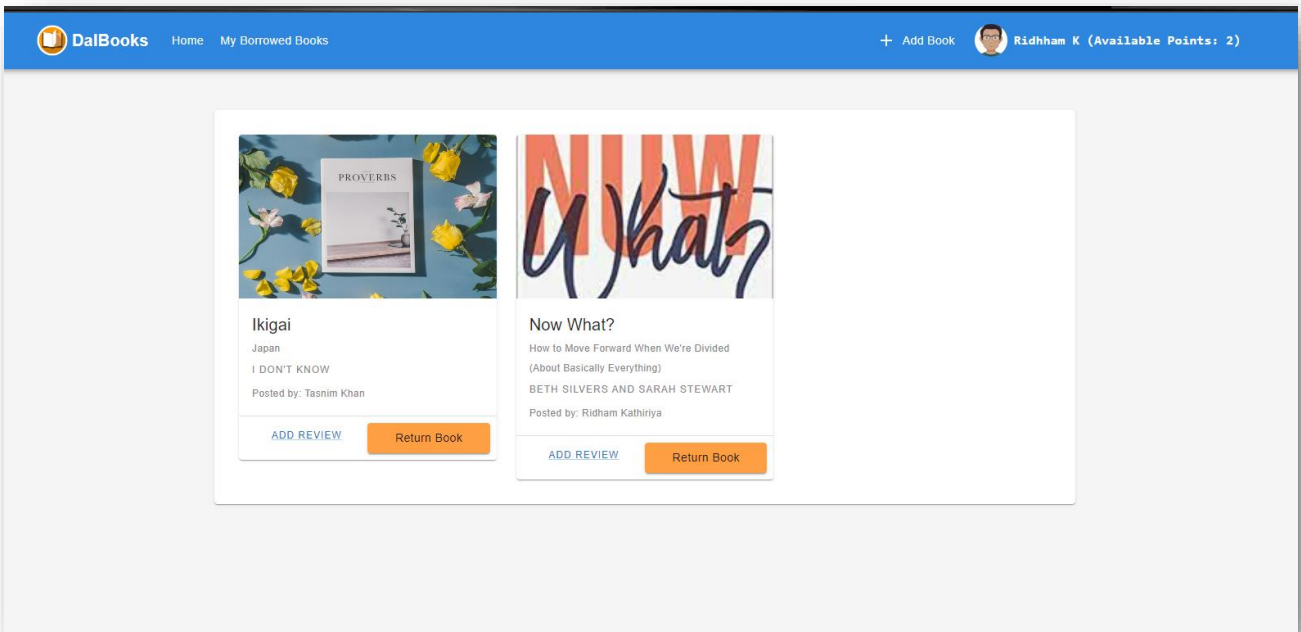 DalBooks Home My Borrowed Books + Add Book Ridhham K (Available Points: 2)
PROVERBS
Ikigai
Japan
I DON'T KNOW
Posted by: Tasnim Khan
ADD REVIEW Return Book
NOW
What?
Now What?
How to Move Forward When We're Divided
(About Basically Everything)
BETH SILVERS AND SARAH STEWART
Posted by: Ridham Kathiriya
ADD REVIEW Return Book